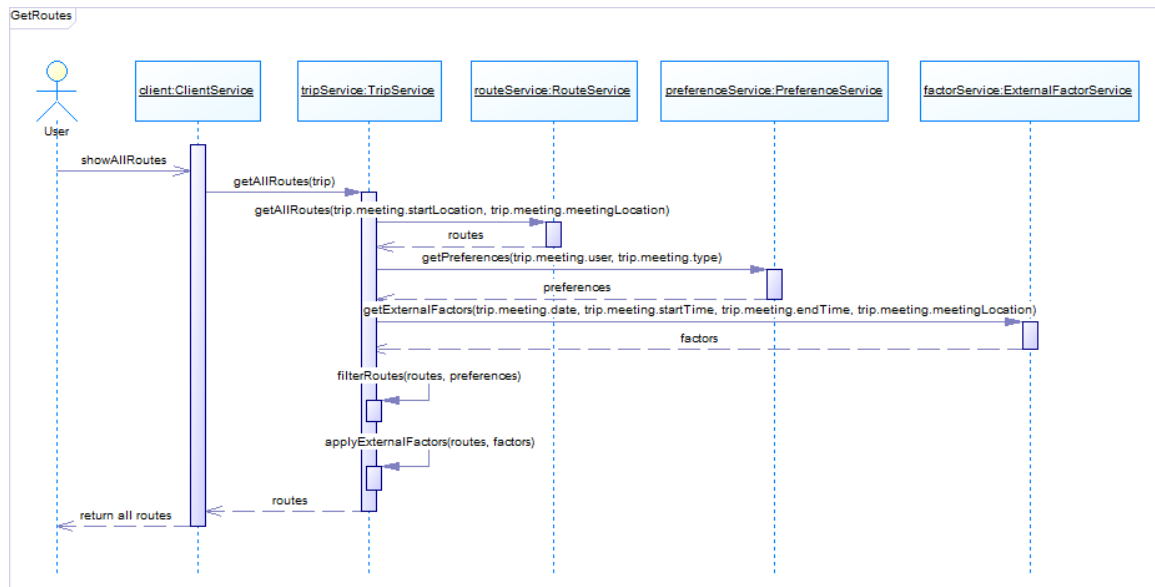 GetRoutes
client:ClientService
tripService:TripService
routeService:RouteService
preferenceService:PreferenceService
factorService:ExternalFactorService
User
showAllRoutes
getAllRoutes(trip)
getAllRoutes(trip.meeting.startLocation, trip.meeting.meetingLocation)
routes
getPreferences(trip.meeting.user, trip.meeting.type)
preferences
getExternalFactors(trip.meeting.date, trip.meeting.startTime, trip.meeting.endTime, trip.meeting.meetingLocation)
factors
filterRoutes(routes, preferences)
applyExternalFactors(routes, factors)
routes
return all routes